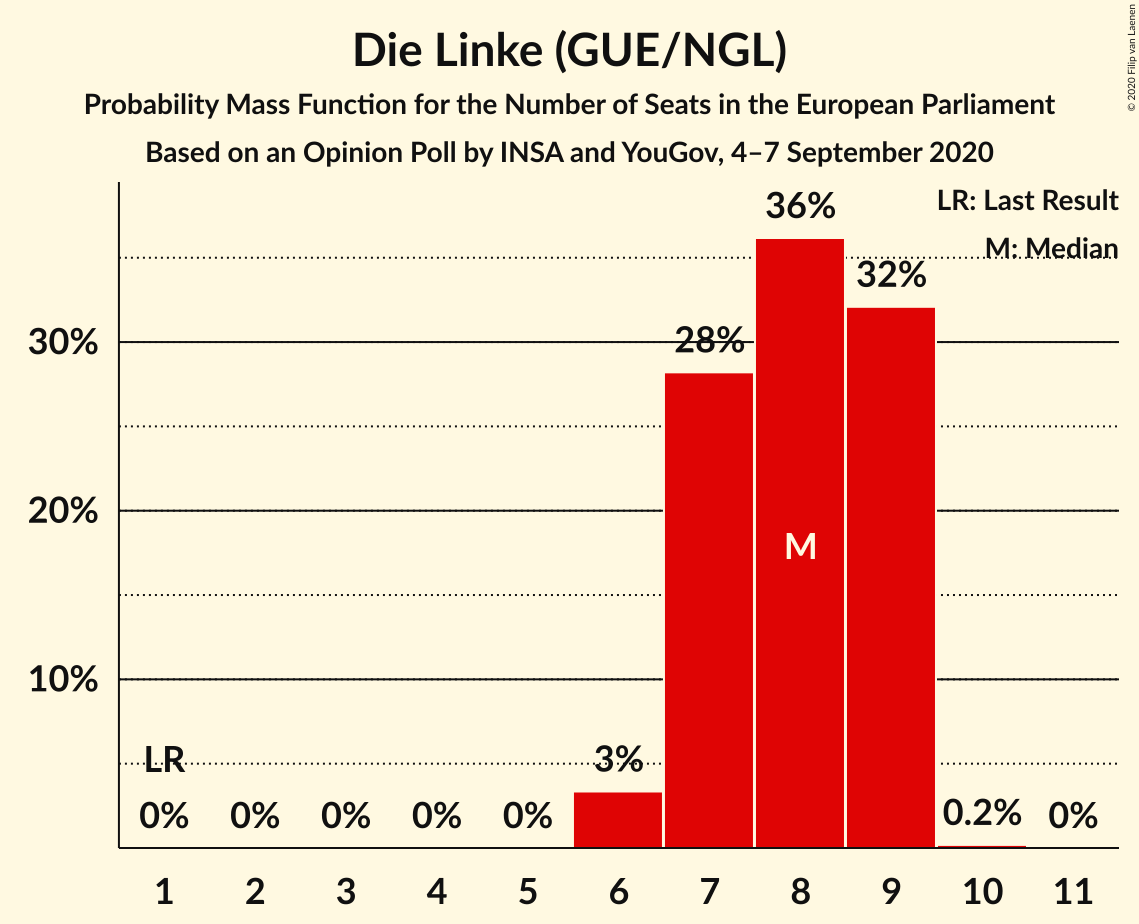 Die Linke (GUE/NGL)
Probability Mass Function for the Number of Seats in the European Parliament
Based on an Opinion Poll by INSA and YouGov, 4–7 September 2020
© 2020 Filip van Laenen
LR: Last Result
M: Median
36%
32%
28%
30%
20%
M
10%
LR
3%
0%
0%
0%
0%
0%
0.2%
0%
1 2 3 4 5 6 7 8 9 10 11